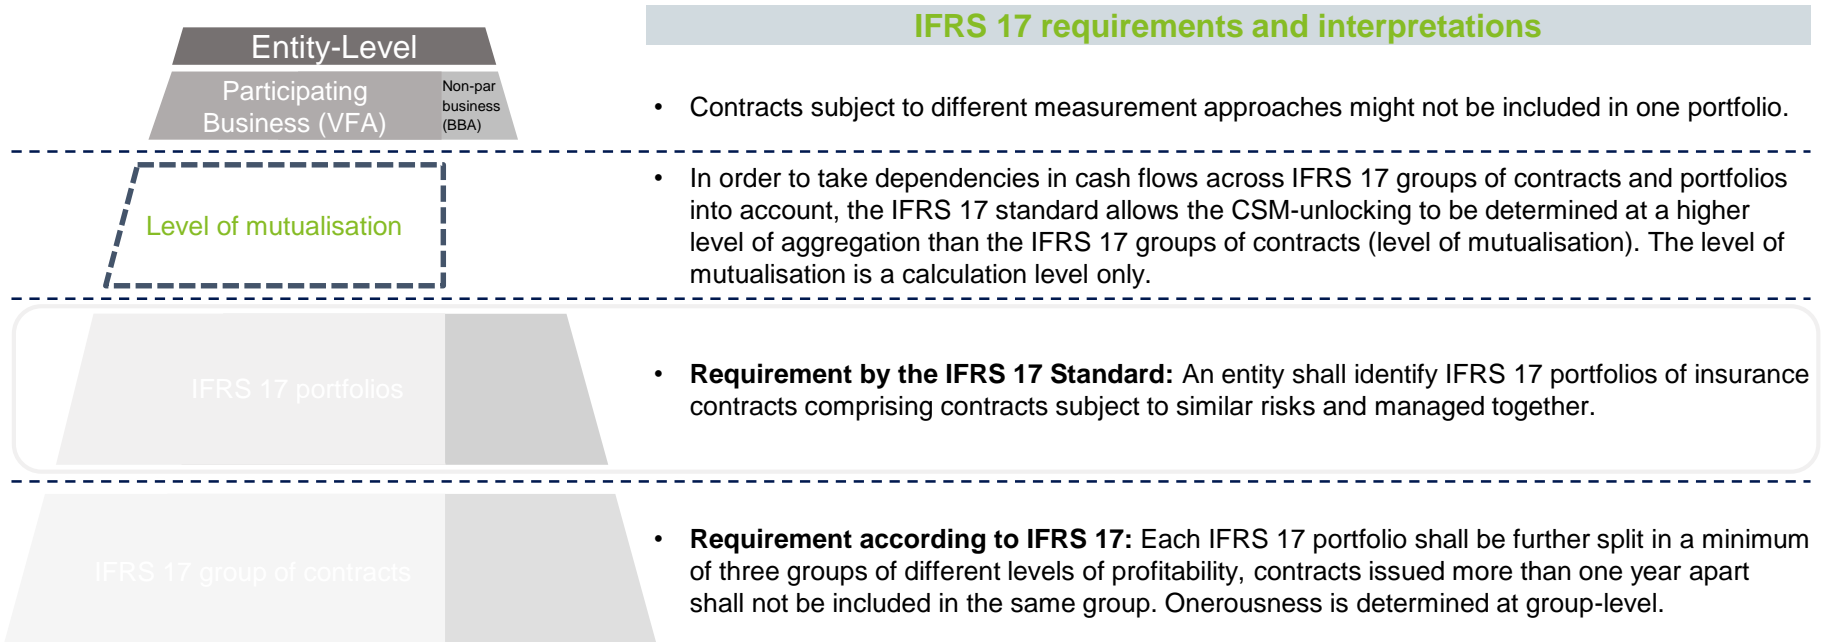 IFRS 17 requirements and interpretations
Entity-Level
Participating
Business (VFA)
Non-par
business
(BBA)
• Contracts subject to different measurement approaches might not be included in one portfolio.
Level of mutualisation
• In order to take dependencies in cash flows across IFRS 17 groups of contracts and portfolios
into account, the IFRS 17 standard allows the CSM-unlocking to be determined at a higher
level of aggregation than the IFRS 17 groups of contracts (level of mutualisation). The level of
mutualisation is a calculation level only.
IFRS 17 portfolios
• Requirement by the IFRS 17 Standard: An entity shall identify IFRS 17 portfolios of insurance
contracts comprising contracts subject to similar risks and managed together.
IFRS 17 group of contracts
• Requirement according to IFRS 17: Each IFRS 17 portfolio shall be further split in a minimum
of three groups of different levels of profitability, contracts issued more than one year apart
shall not be included in the same group. Onerousness is determined at group-level.